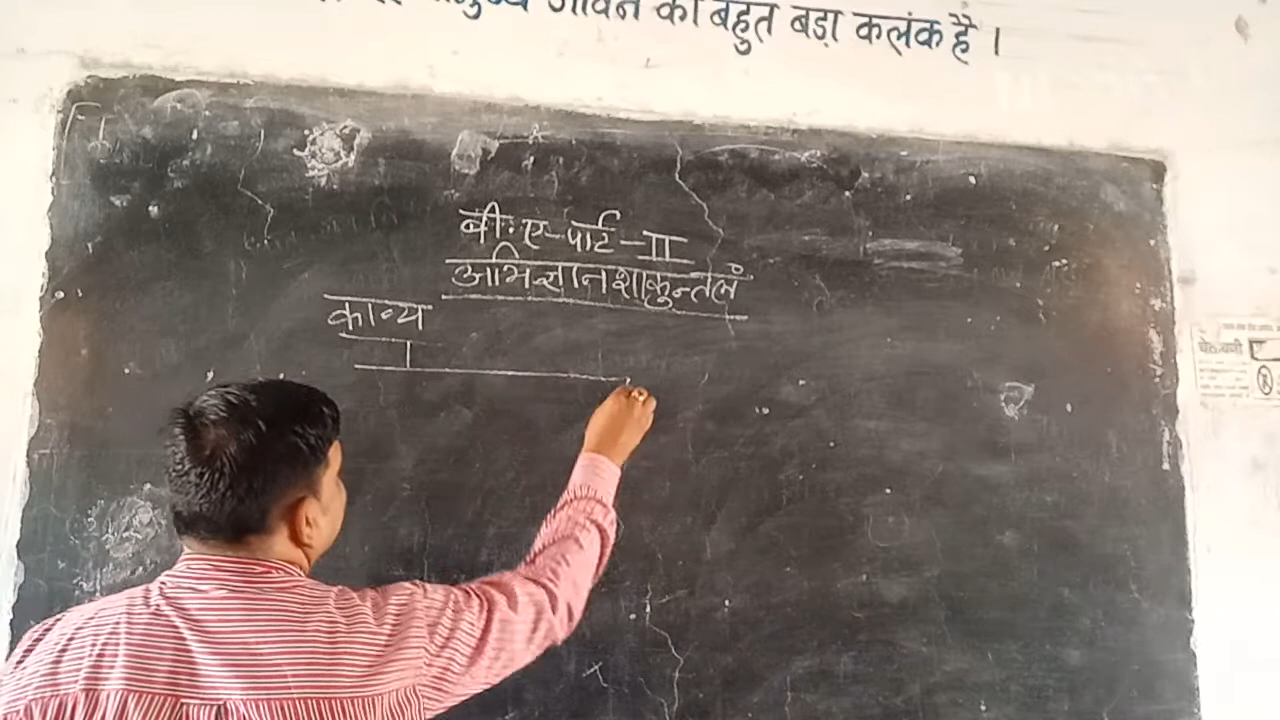 जीवन का बहुत बड़ा कलंक है ।
बी:ए-पार्ट-II
अभिज्ञानशाकुन्तलं
काव्य